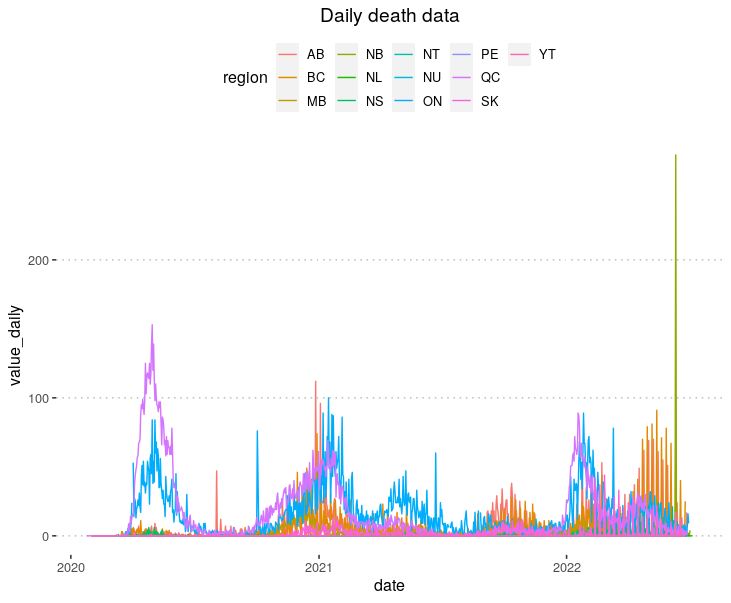 Daily death data
AB NB NT PE YT
region BC NL NU QC
MB NS ON SK
value_daily
200
100
0
2020 2021 2022
date